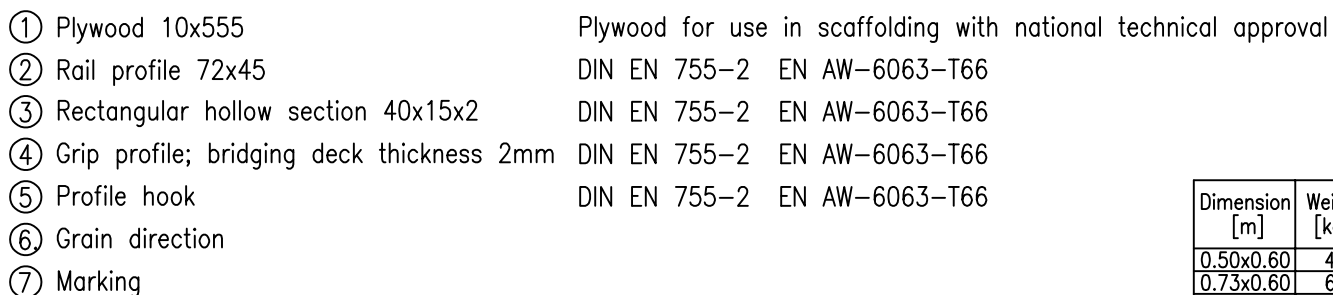 ① Plywood 10x555 Plywood for use in scaffolding with national technical approval
② Rail profile 72x45 DIN EN 755-2 EN AW-6063-T66
③ Rectangular hollow section 40x15x2 DIN EN 755-2 EN AW-6063-T66
④ Grip profile; bridging deck thickness 2mm DIN EN 755-2 EN AW-6063-T66
⑤ Profile hook DIN EN 755-2 EN AW-6063-T66
⑥ Grain direction
⑦ Marking
Dimension
[m]
0.50x0.60
0.73x0.60